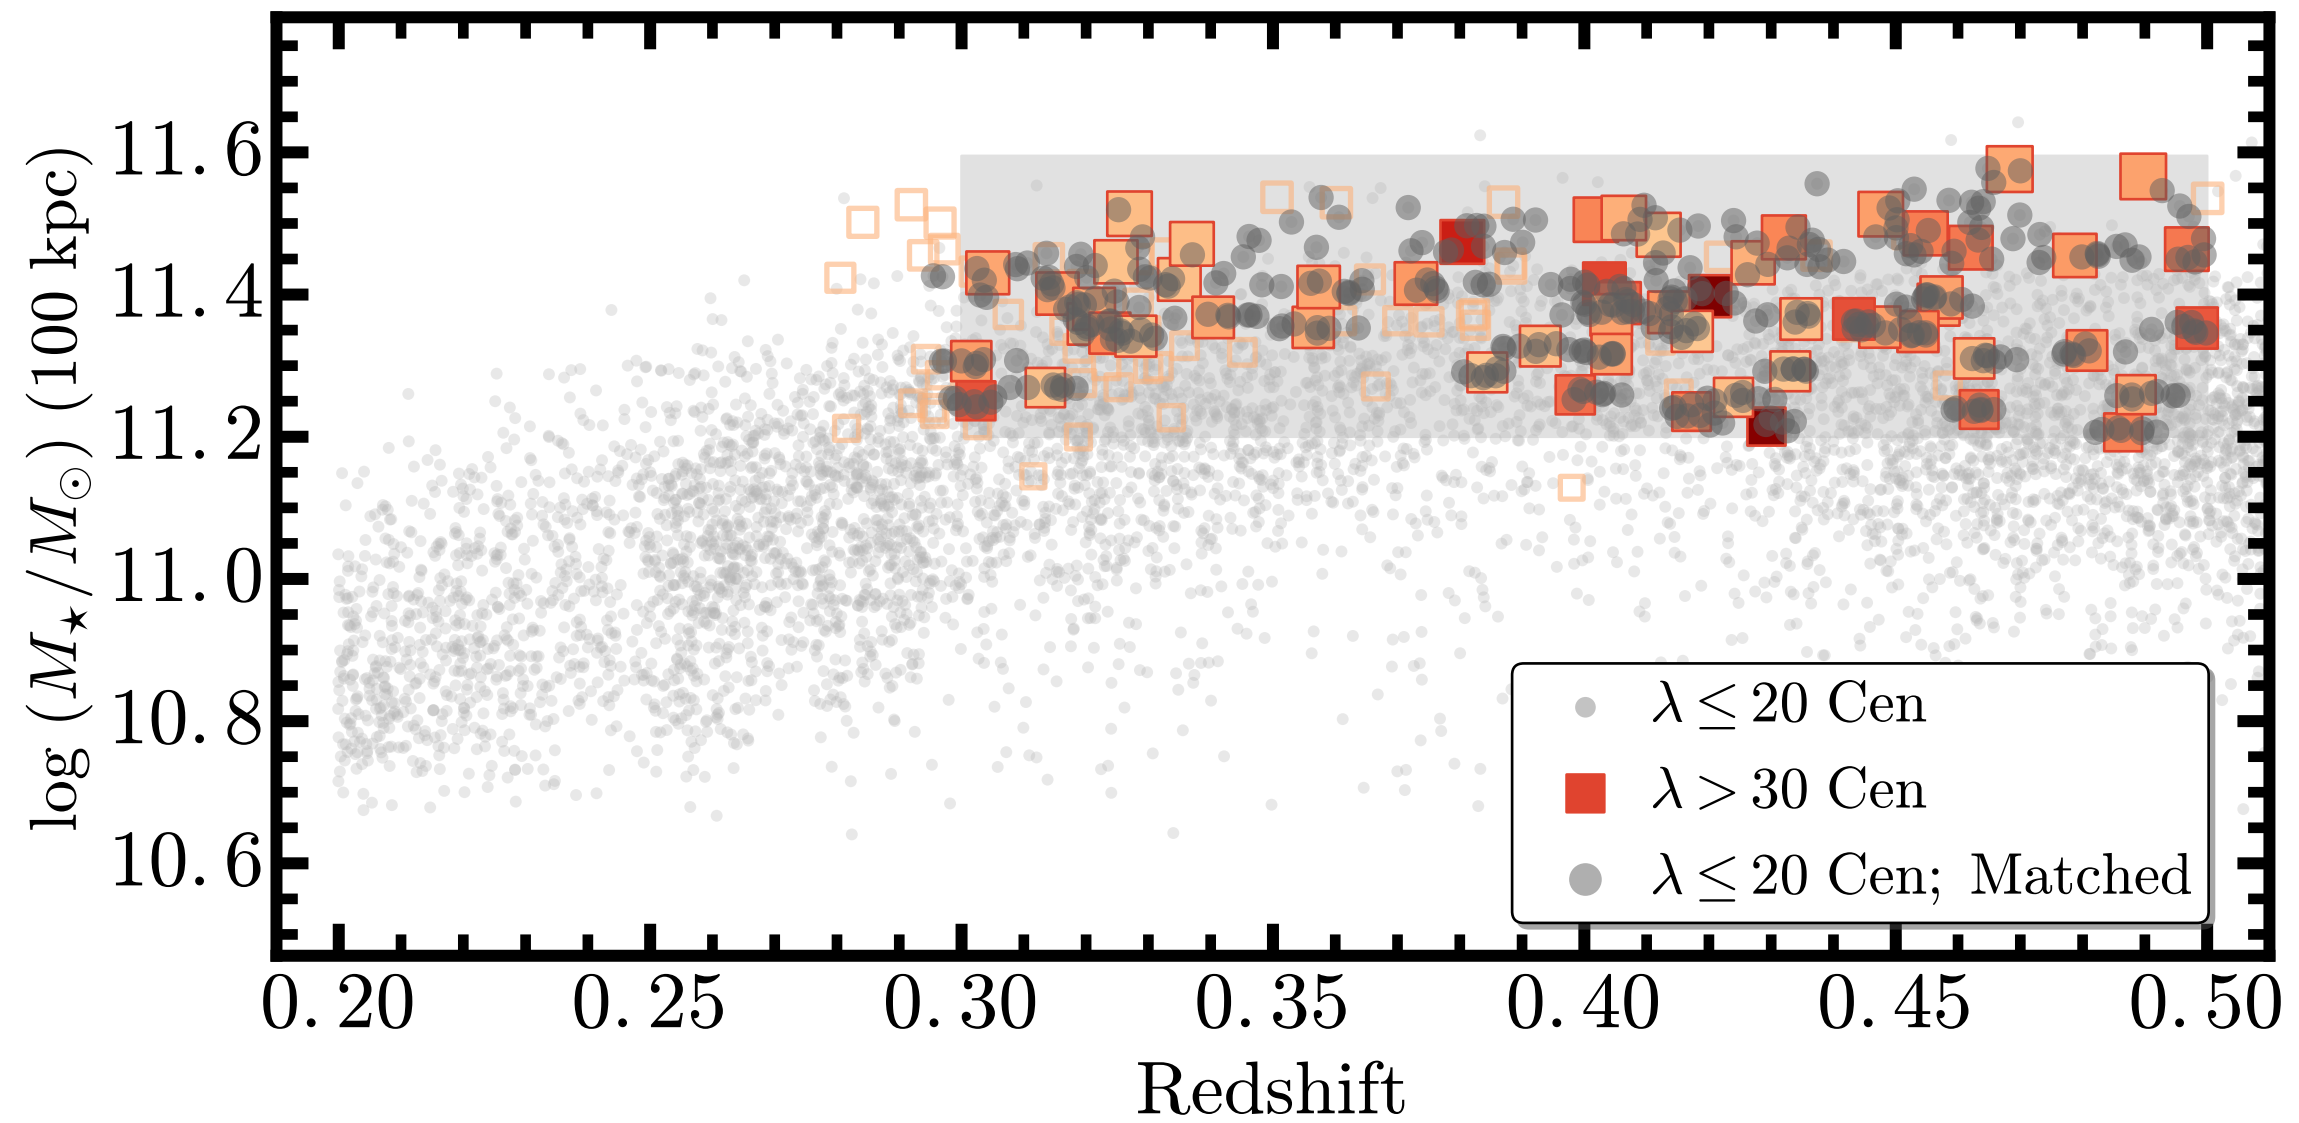 log (M⋆/M⊙) (100 kpc)
11.6
11.4
11.2
11.0
10.8
10.6
λ ≤ 20 Cen
λ > 30 Cen
λ ≤ 20 Cen; Matched
0.20 0.25 0.30 0.35 0.40 0.45 0.50
Redshift